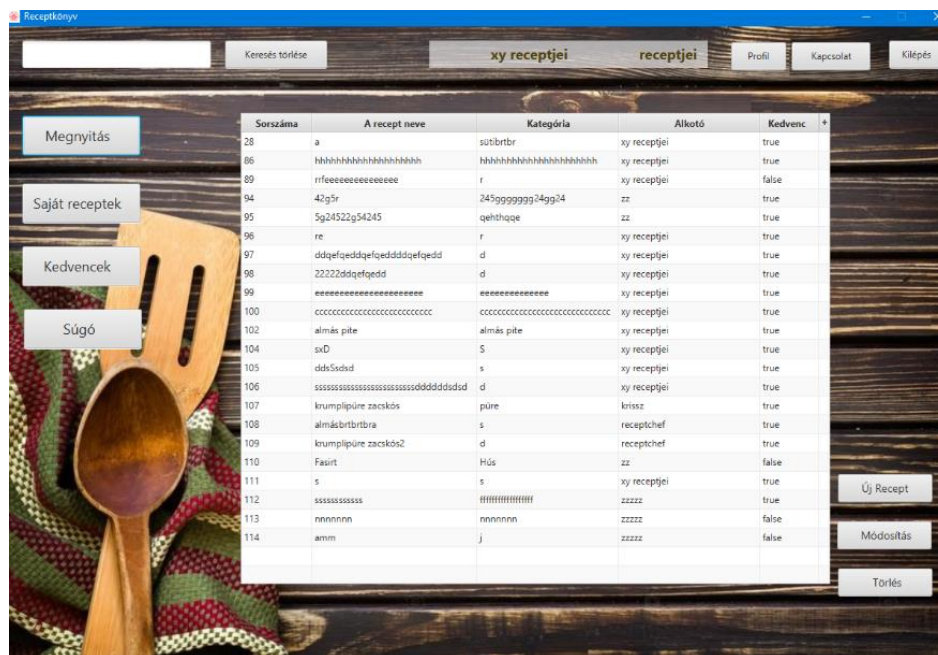 Receptkönyv
Keresés törlése xy receptjei receptjei Profil Kapcsolat Kilépés
Megnyitás
Saját receptek
Kedvencek
Súgó
Sorszáma A recept neve Kategória Alkotó Kedvenc +
28 a sütibrtbr xy receptjei true
86 hhhhhhhhhhhhhhhhhhhh hhhhhhhhhhhhhhhhhhhhhh xy receptjei true
89 rrfeeeeeeeeeeeeeee r xy receptjei false
94 42g5r 245ggggggg24gg24 zz true
95 5g24522g54245 qehthqqe zz true
96 re r xy receptjei true
97 ddqefqeddqefqeddddqefqedd d xy receptjei true
98 22222ddqefqedd d xy receptjei true
99 eeeeeeeeeeeeeeeeeeeeee eeeeeeeeeeeeee xy receptjei true
100 xy receptjei true
102 almás pite almás pite xy receptjei true
104 sxD S xy receptjei true
105 dds5sdsd s xy receptjei true
106 d xy receptjei true
107 krumplipüre zacskós püre krissz true
108 almásbrtbrtbra s receptchef true
109 krumplipüre zacskós2 d receptchef true
110 Fasirt Hús zz false
111 s s xy receptjei true
112 ssssssssssss zzzzz true
113 nnnnnnn nnnnnnn zzzzz false
114 amm j zzzzz false
Új Recept
Módosítás
Törlés